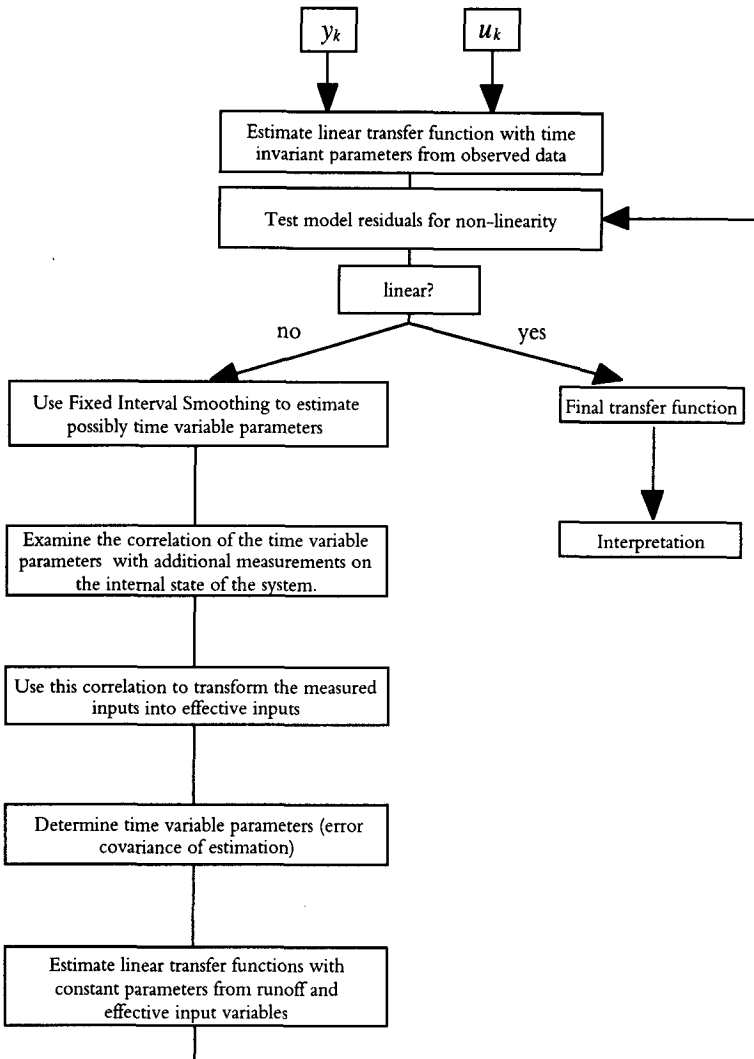 yk
uk
Estimate linear transfer function with time
invariant parameters from observed data
Test model residuals for non-linearity
linear?
no
yes
Use Fixed Interval Smoothing to estimate
possibly time variable parameters
Final transfer function
Examine the correlation of the time variable
parameters with additional measurements on
the internal state of the system.
Interpretation
Use this correlation to transform the measured
inputs into effective inputs
Determine time variable parameters (error
covariance of estimation)
Estimate linear transfer functions with
constant parameters from runoff and
effective input variables